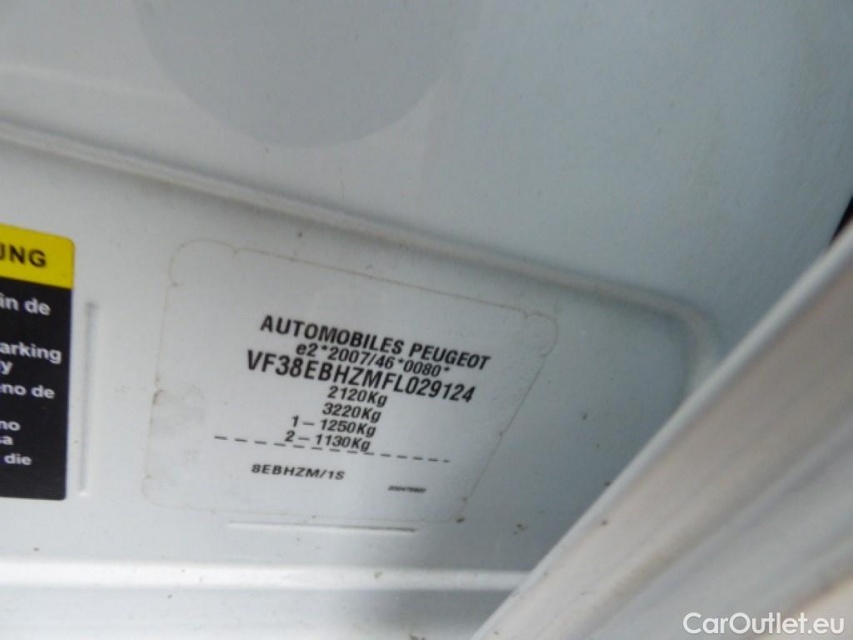 UNG
in de
arking
y
no de
no
sa
die
AUTOMOBILES PEUGEOT
e2*2007/46*0080*
VF38EBHZMFL029124
2120Kg
3220Kg
1-1250Kg
2-1130Kg
8EBHZM/1S
CarOutlet.eu